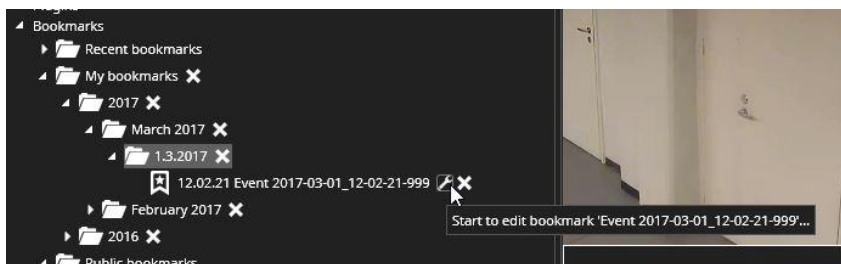 Plugins
Bookmarks
Recent bookmarks
My bookmarks
2017
March 2017
1.3.2017
12.02.21 Event 2017-03-01_12-02-21-999
February 2017
Start to edit bookmark 'Event 2017-03-01_12-02-21-999'...
2016
Public bookmarks